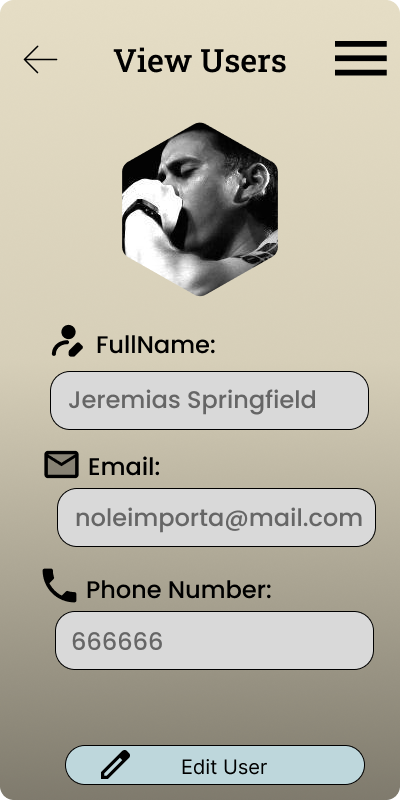 View Users
FullName:
Jeremias Springfield
Email:
noleimporta@mail.com
Phone Number:
666666
Edit User